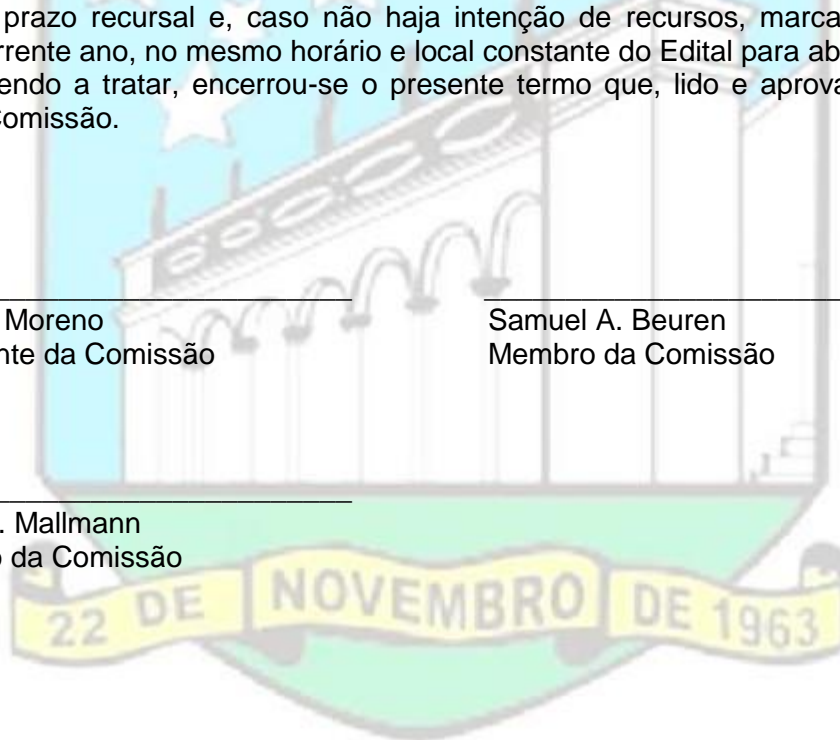 prazo recursal e, caso não haja intenção de recursos, marca
rrente ano, no mesmo horário e local constante do Edital para ab
endo a tratar, encerrou-se o presente termo que, lido e aprova
Comissão.
Moreno
nte da Comissão
Samuel A. Beuren
Membro da Comissão
. Mallmann
o da Comissão
22 DE NOVEMBRO DE 1963